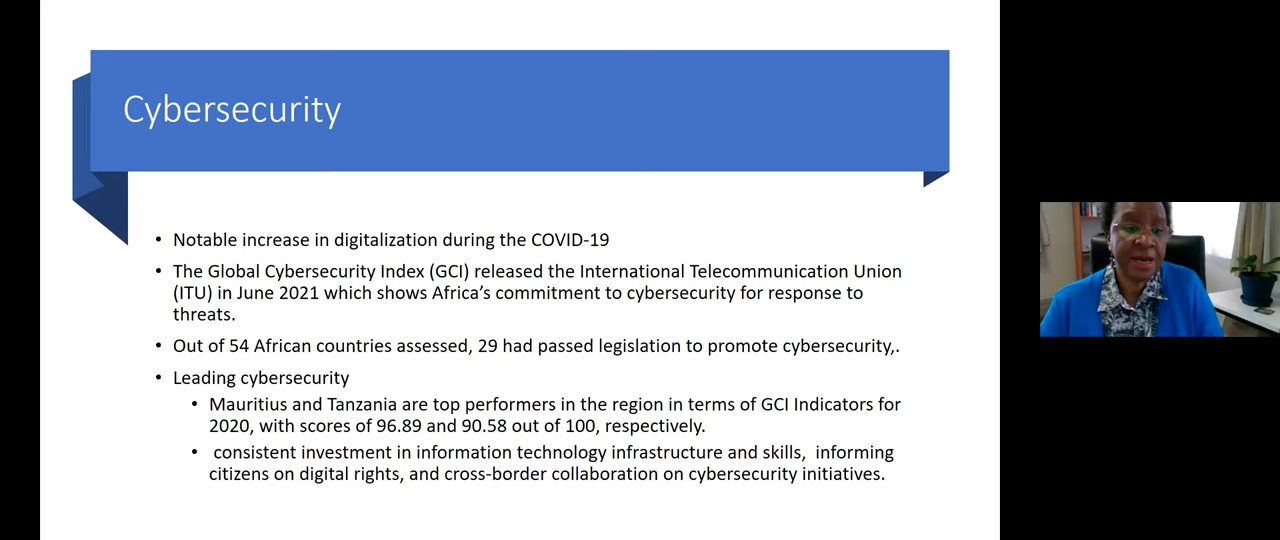 Cybersecurity
• Notable increase in digitalization during the COVID-19
• The Global Cybersecurity Index (GCI) released the International Telecommunication Union
(ITU) in June 2021 which shows Africa’s commitment to cybersecurity for response to
threats.
• Out of 54 African countries assessed, 29 had passed legislation to promote cybersecurity,.
• Leading cybersecurity
• Mauritius and Tanzania are top performers in the region in terms of GCI Indicators for
2020, with scores of 96.89 and 90.58 out of 100, respectively.
• consistent investment in information technology infrastructure and skills, informing
citizens on digital rights, and cross-border collaboration on cybersecurity initiatives.